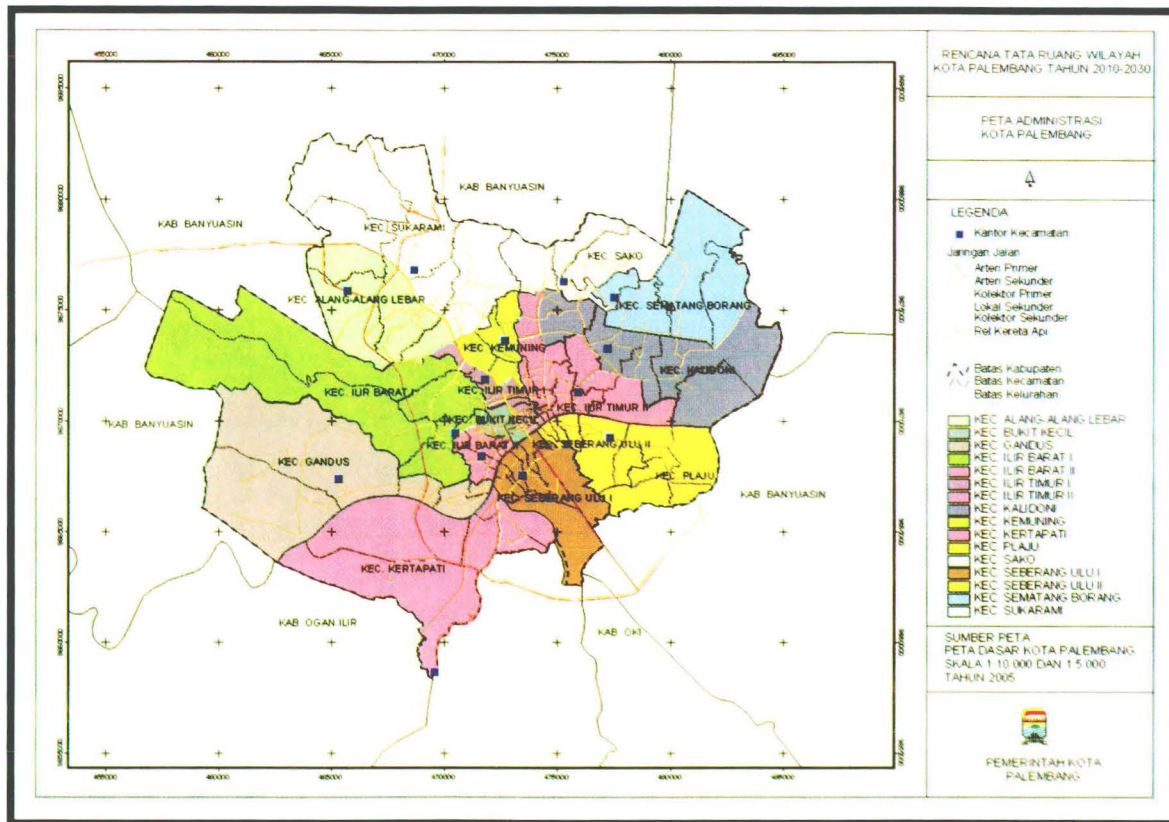 RENCANA TATA RUANG WILAYAH
KOTA PALEMBANG TAHUN 2010-2030
PETA ADMINISTRASI
KOTA PALEMBANG
LEGENDA
Kantor Kecamatan
Jaringan Jalan
Arteri Primer
Arteri Sekunder
Kolektor Primer
Lokal Sekunder
Kolektor Sekunder
Rel Kereta Api
Batas Kabupaten
Batas Kecamatan
Batas Kelurahan
KEC ALANG-ALANG LEBAR
KEC BUKIT KECIL
KEC GANDUS
KEC ILIR BARAT I
KEC ILIR BARAT II
KEC ILIR TIMUR I
KEC ILIR TIMUR II
KEC KALIDONI
KEC KEMUNING
KEC KERTAPATI
KEC PLAJU
KEC SAKO
KEC SEBERANG ULU I
KEC SEBERANG ULU II
KEC SEMATANG BORANG
KEC SUKARAMI
SUMBER PETA
PETA DASAR KOTA PALEMBANG
SKALA 1:10 000 DAN 1:5 000
TAHUN 2005
PEMERINTAH KOTA
PALEMBANG
465000 470000 475000 480000
KAB BANYUASIN
KAB BANYUASIN
KEC SUKARAMI
KEC SAKO
KEC ALANG-ALANG LEBAR
KEC SEMATANG BORANG
KEC KEMUNING
KEC KALIDONI
KEC. ILIR BARAT I
KEC ILIR TIMUR I
KEC ILIR TIMUR II
KEC BUKIT KECIL
KAB BANYUASIN
KEC ILIR BARAT II
KEC SEBERANG ULU II
KEC. GANDUS
KEC PLAJU
KAB BANYUASIN
KEC SEBERANG ULU I
KEC. KERTAPATI
KAB OGAN ILIR
KAB OKI